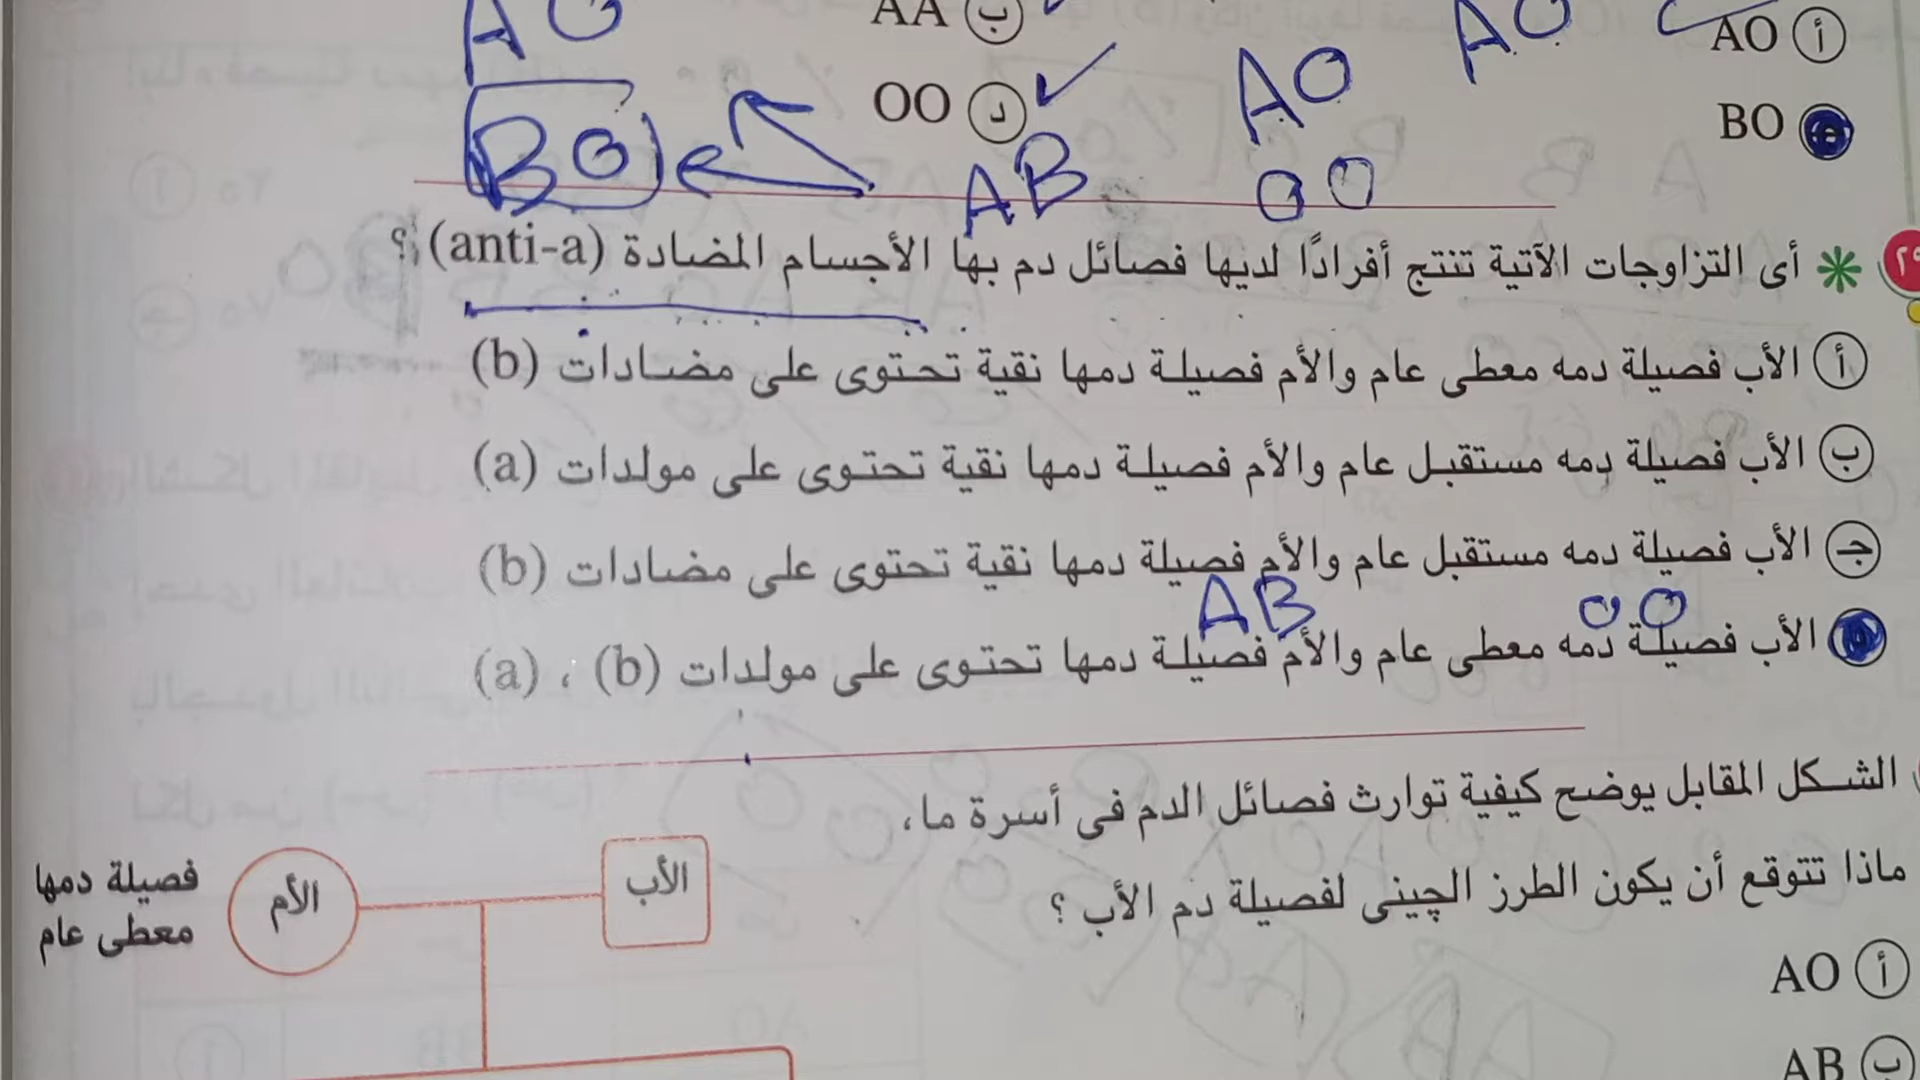 AO
AA ب
AO
AO أ
BO
OO د
AO
BO
AB
OO
٢٩ أى التزاوجات الآتية تنتج أفرادًا لديها فصائل دم بها الأجسام المضادة (anti-a) ؟
أ الأب فصيلة دمه معطى عام والأم فصيلة دمها نقية تحتوى على مضادات (b)
ب الأب فصيلة دمه مستقبل عام والأم فصيلة دمها نقية تحتوى على مولدات (a)
جـ الأب فصيلة دمه مستقبل عام والأم فصيلة دمها نقية تحتوى على مضادات (b)
AB OO
الأب فصيلة دمه معطى عام والأم فصيلة دمها تحتوى على مولدات (b) ، (a)
الشكل المقابل يوضح كيفية توارث فصائل الدم فى أسرة ما،
ماذا تتوقع أن يكون الطرز الچينى لفصيلة دم الأب ؟
الأب
الأم
فصيلة دمها
معطى عام
أ AO
ب AB